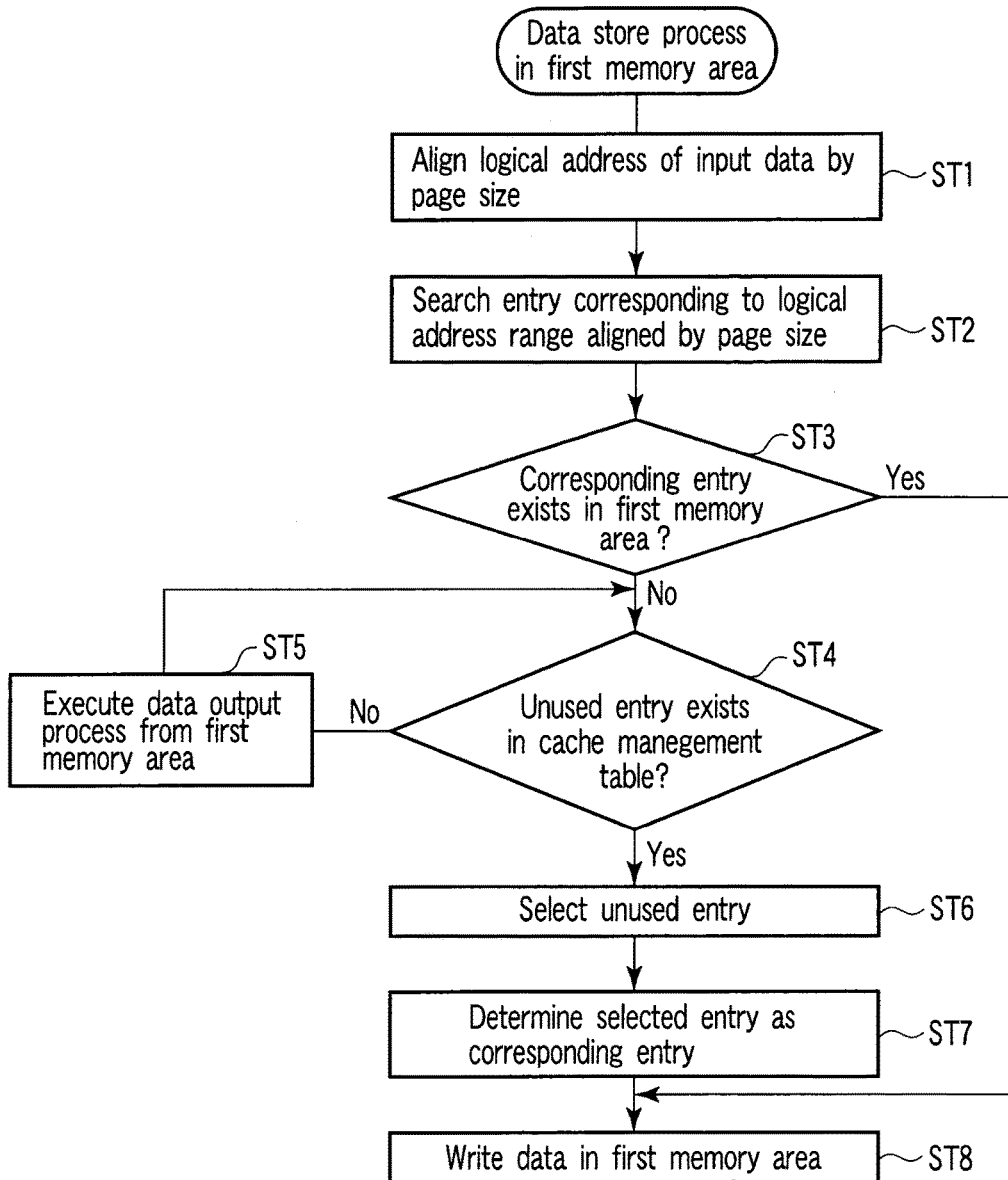 Data store process
in first memory area
Align logical address of input data by
page size
ST1
Search entry corresponding to logical
address range aligned by page size
ST2
ST3
Corresponding entry
exists in first memory
area ?
Yes
No
ST5
ST4
Execute data output
process from first
memory area
No
Unused entry exists
in cache manegement
table?
Yes
Select unused entry
ST6
Determine selected entry as
corresponding entry
ST7
Write data in first memory area
ST8